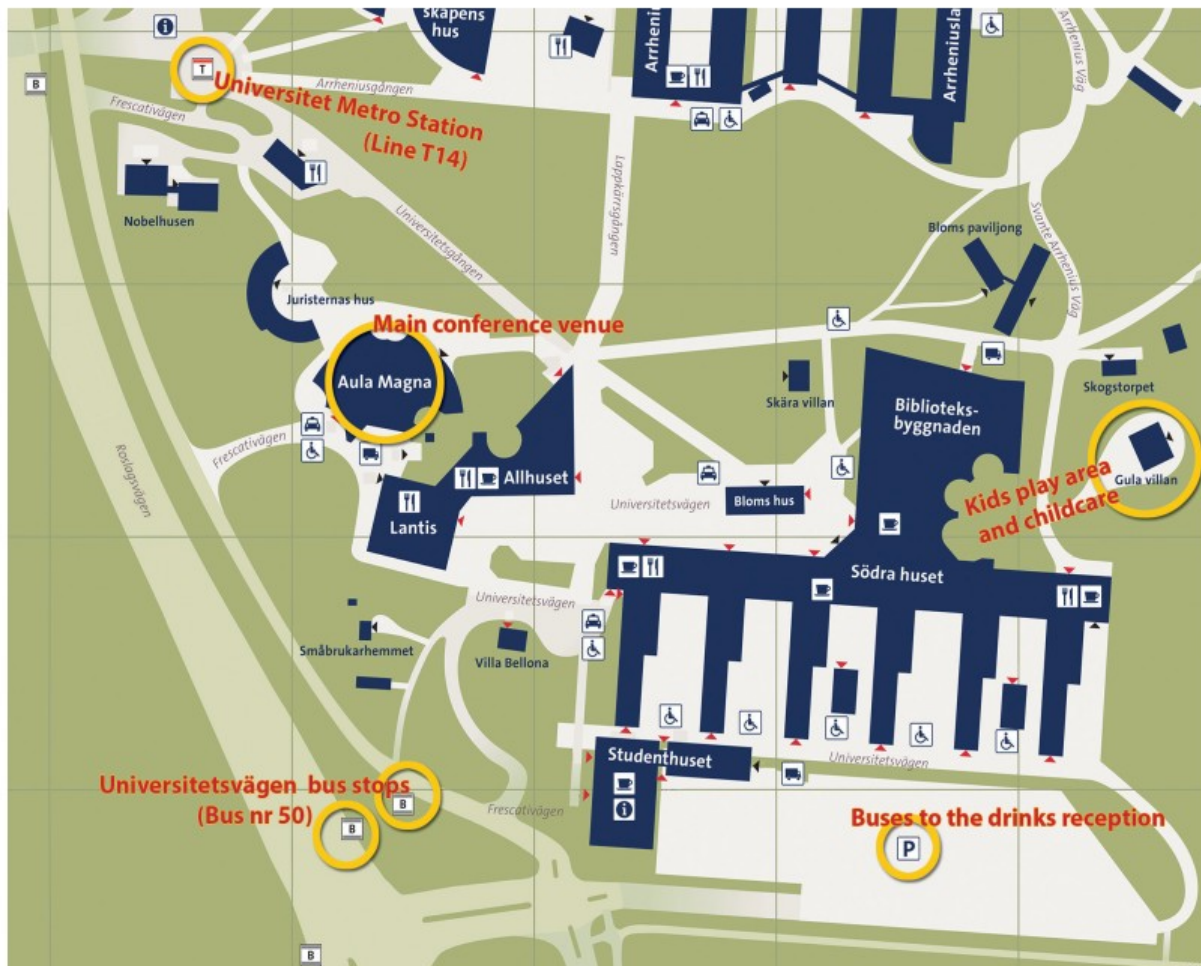 skapens
hus
Arrheniusla
Arrhenius Väg
B
T
Universitet Metro Station
(Line T14)
Arrheniusgången
Frescativägen
Nobelhusen
Lappkärrsgången
Universitetsgången
Svante Arrhenius Väg
Bloms paviljong
Juristernas hus
Main conference venue
Aula Magna
Skära villan
Biblioteks-
byggnaden
Skogstorpet
Gula villan
Kids play area
and childcare
Frescativägen
Roslagsvägen
Allhuset
Lantis
Universitetsvägen
Bloms hus
Södra huset
Universitetsvägen
Småbrukarhemmet
Villa Bellona
Studenthuset
Universitetsvägen
Universitetsvägen bus stops
(Bus nr 50)
B
B
Frescativägen
Buses to the drinks reception
P
B